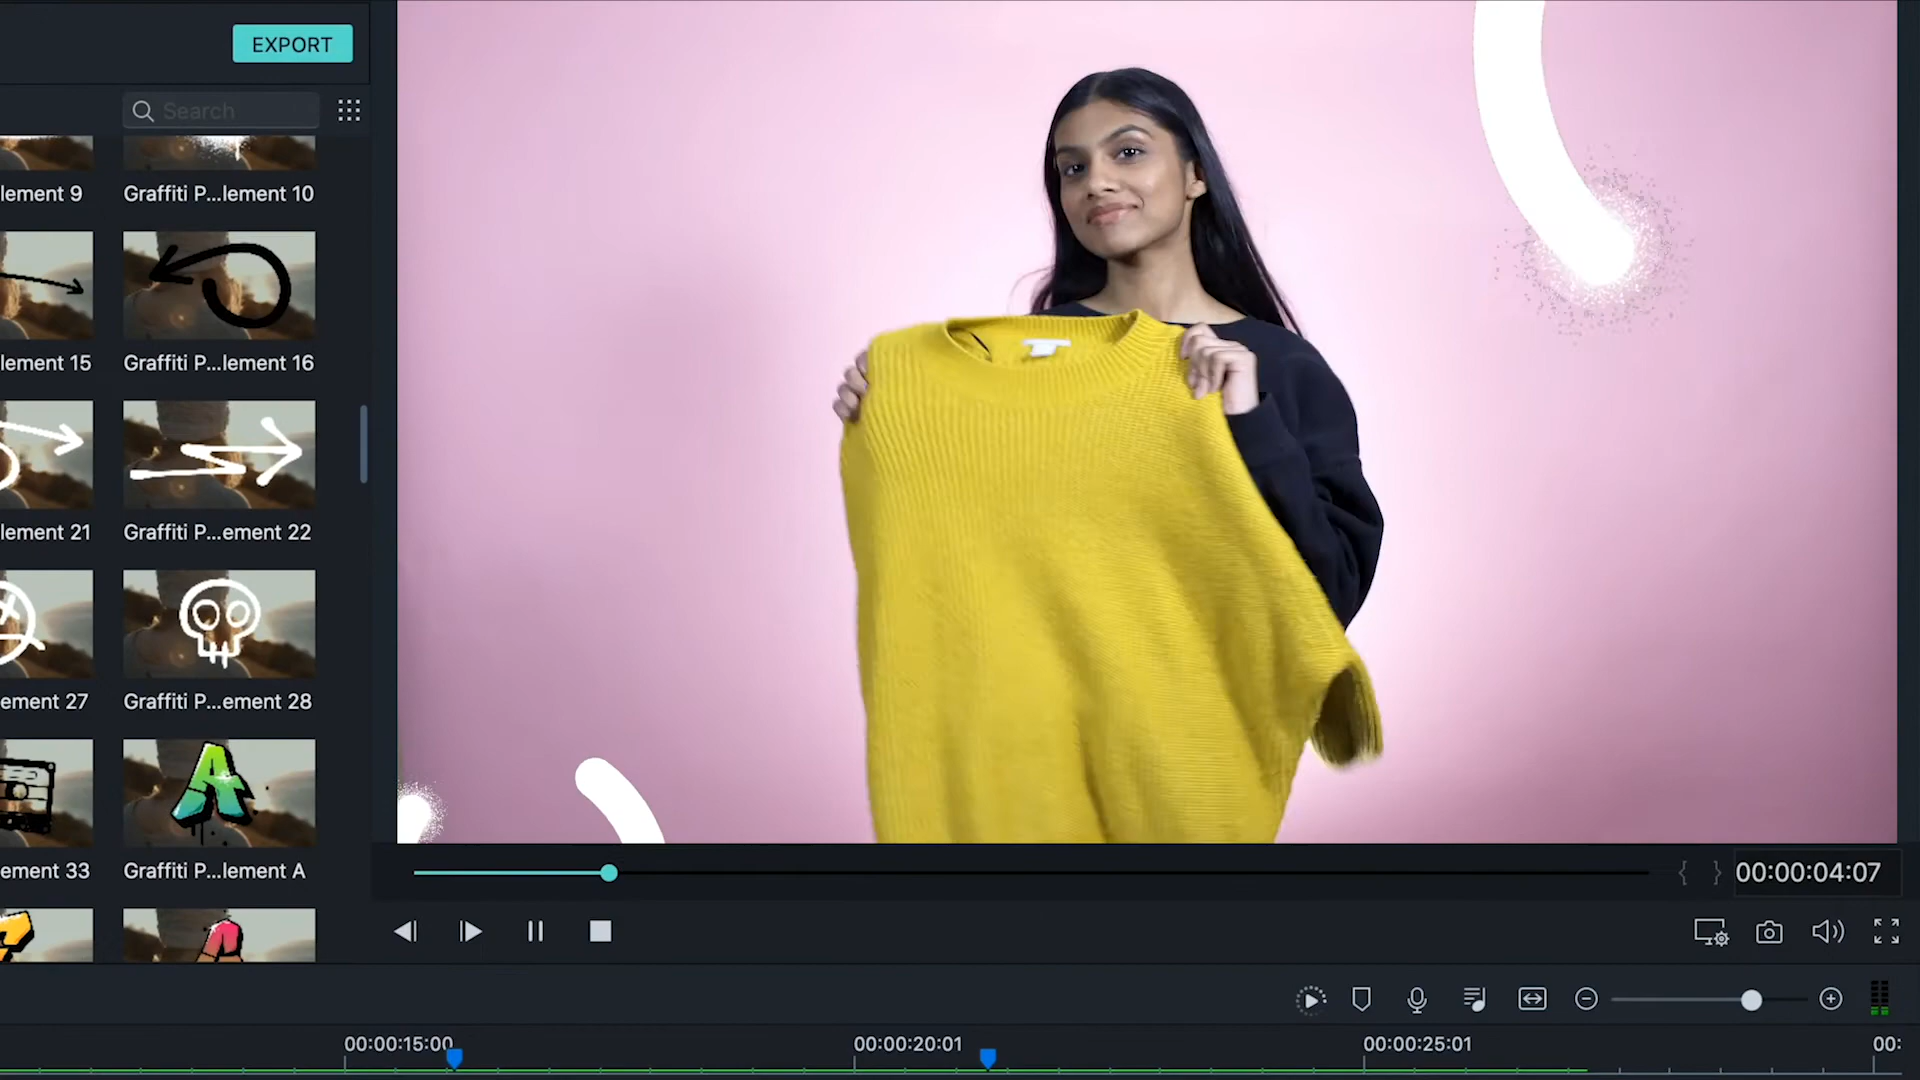 EXPORT
Search
lement 9
Graffiti P...lement 10
lement 15
Graffiti P...lement 16
lement 21
Graffiti P...ement 22
ement 27
Graffiti P...ement 28
ement 33
Graffiti P...lement A
00:00:04:07
00:00:15:00
00:00:20:01
00:00:25:01
00: